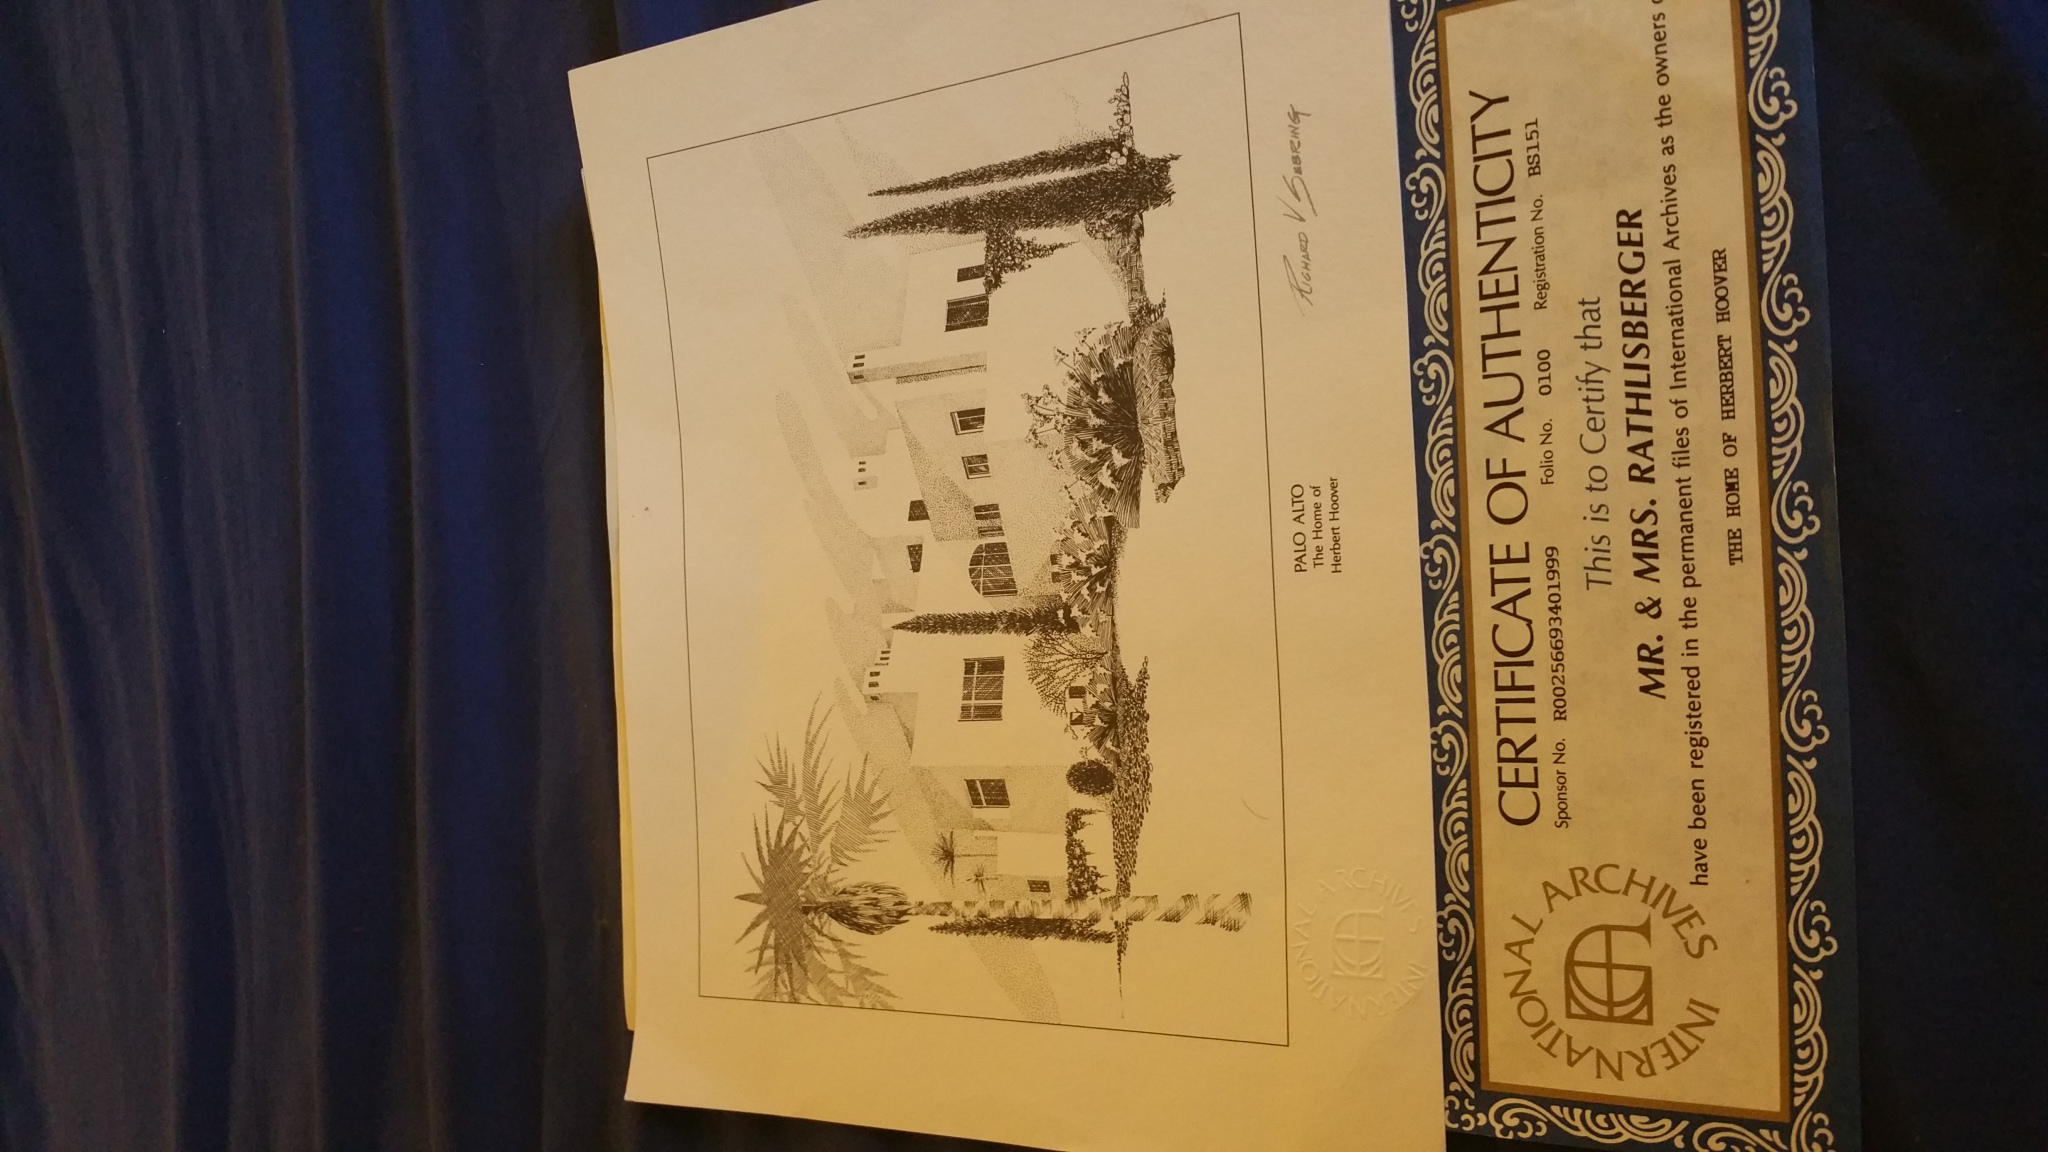 RICHARD V SEBRING
PALO ALTO
The Home of
Herbert Hoover
INTERNATIONAL ARCHIVES
CERTIFICATE OF AUTHENTICITY
Sponsor No. R00256693401999 Folio No. 0100 Registration No. BS151
This is to Certify that
MR. & MRS. RATHLISBERGER
have been registered in the permanent files of International Archives as the owners o
THE HOME OF HERBERT HOOVER
INTERNATIONAL ARCHIVES